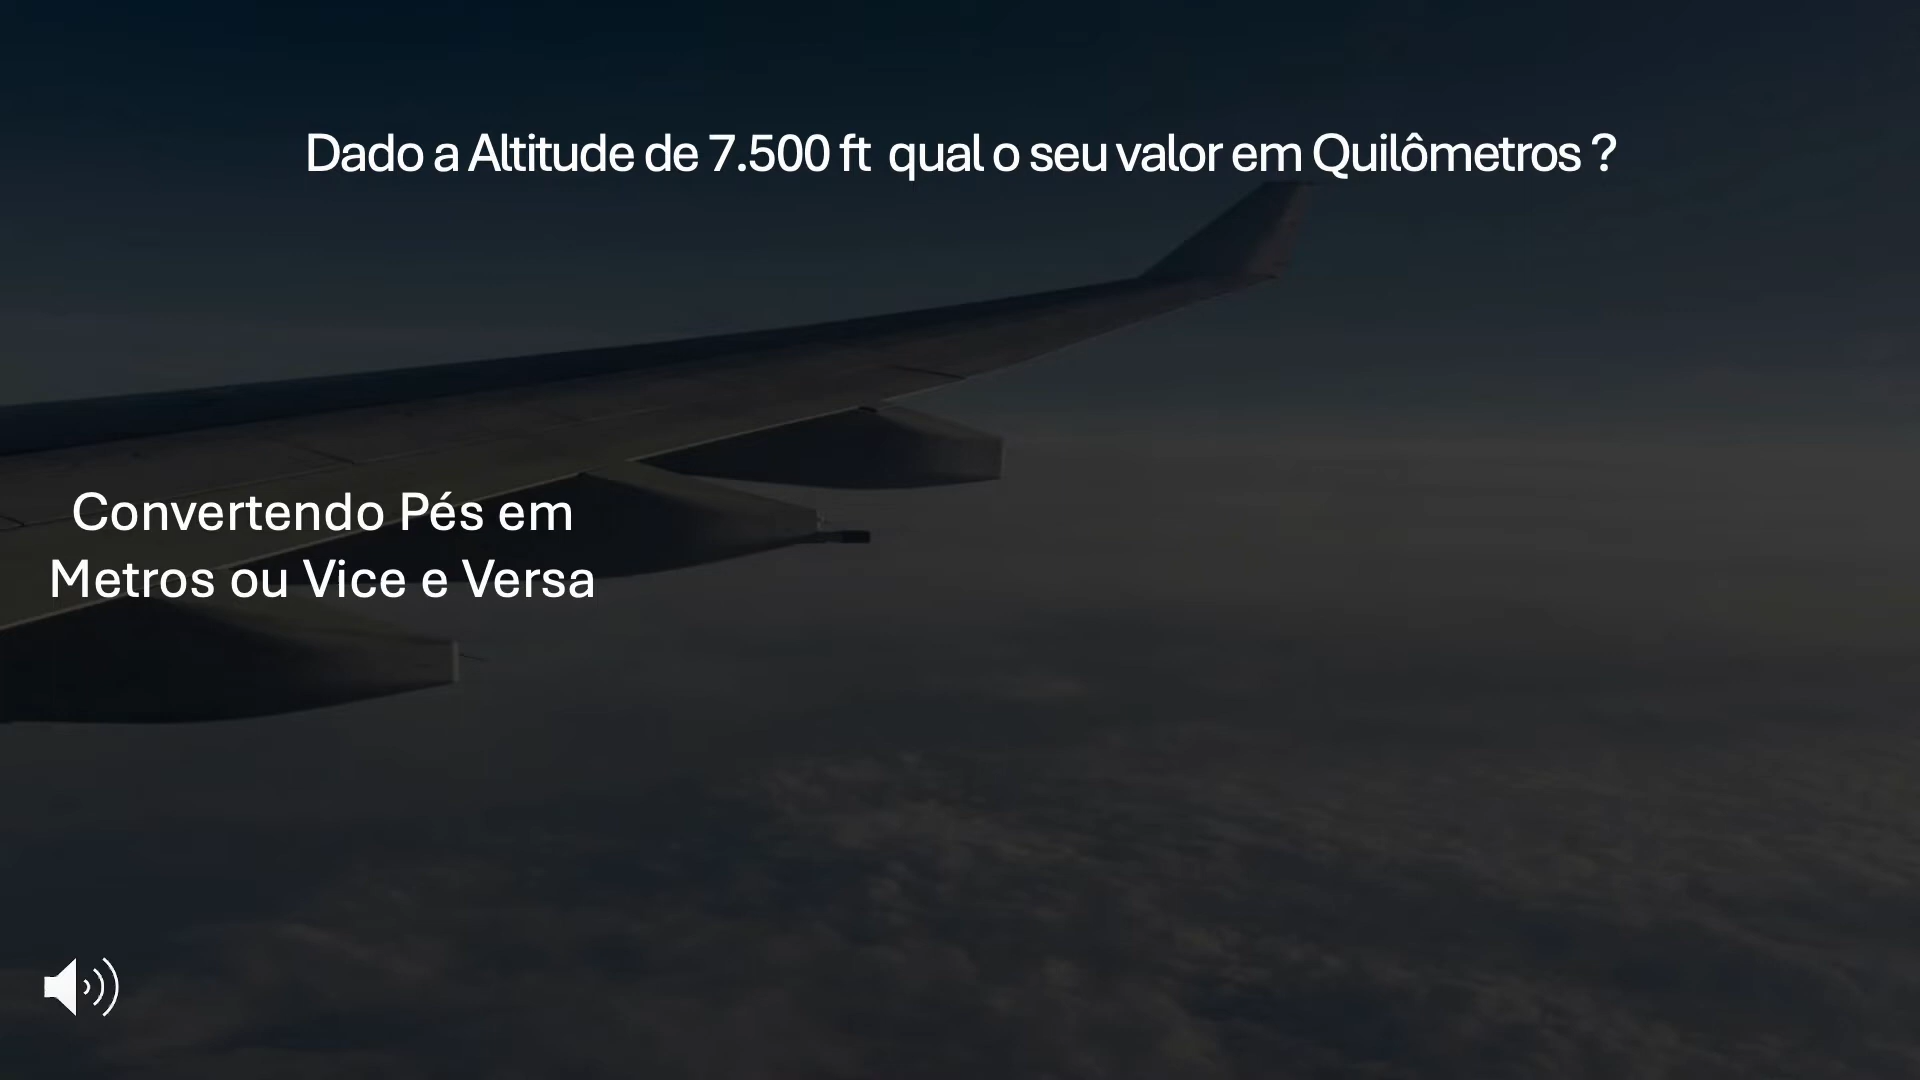 Dado a Altitude de 7.500 ft qual o seu valor em Quilômetros ?
Convertendo Pés em
Metros ou Vice e Versa